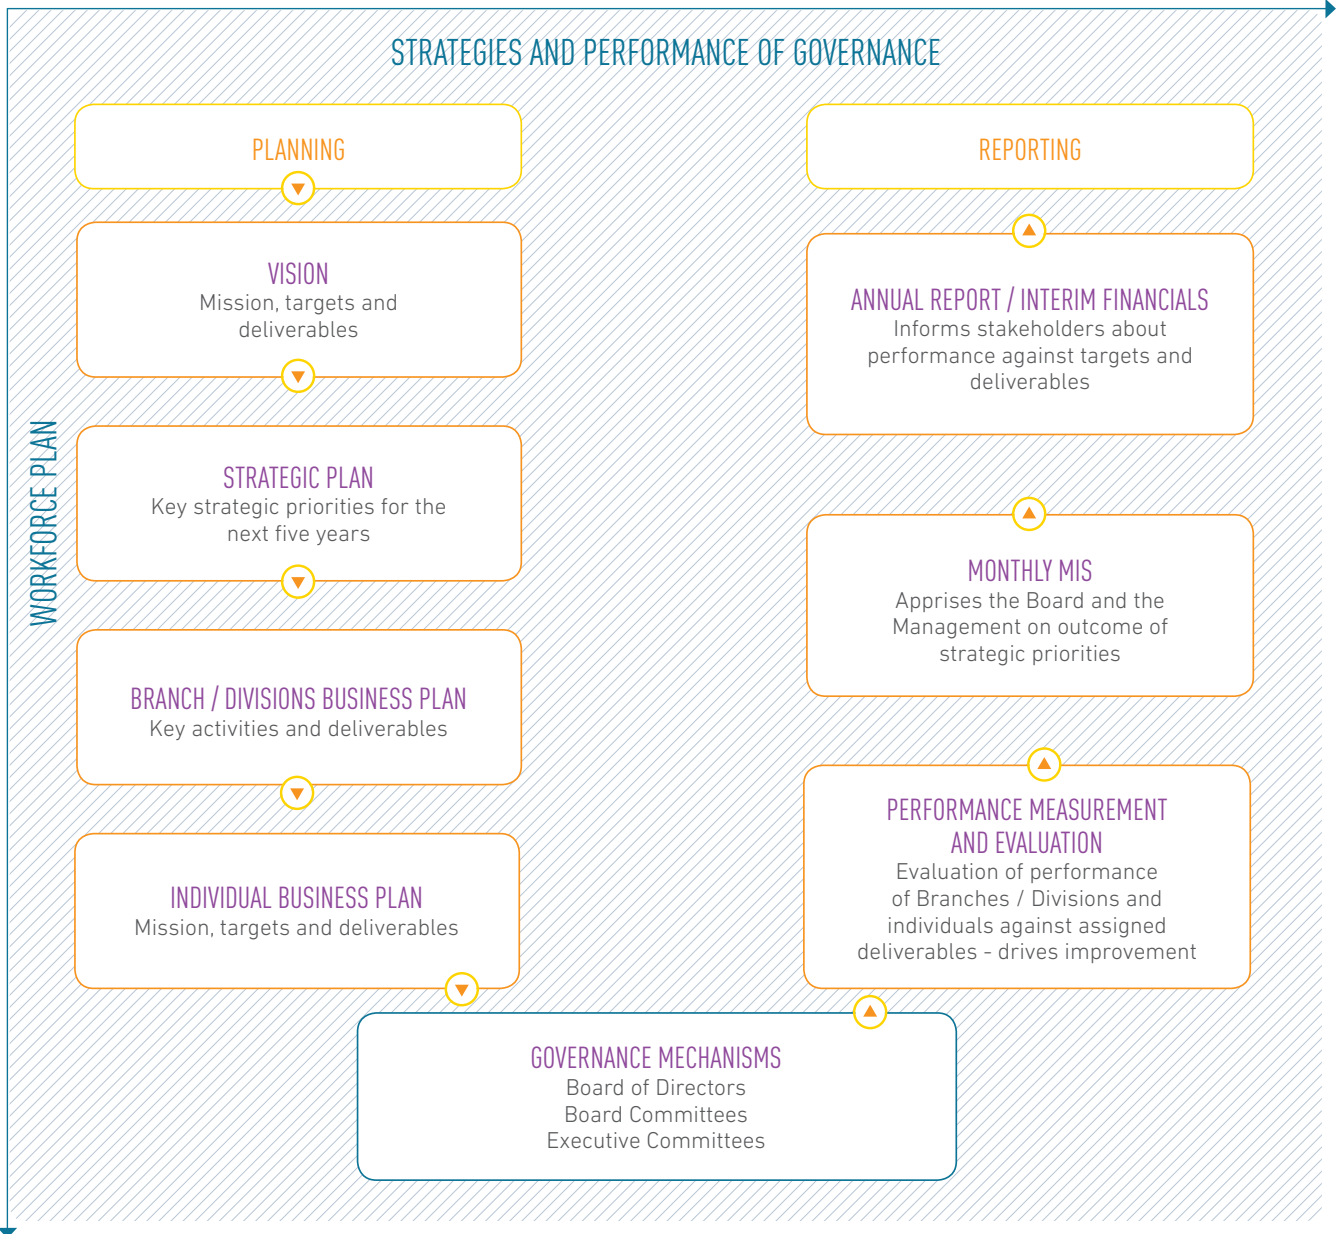 STRATEGIES AND PERFORMANCE OF GOVERNANCE
WORKFORCE PLAN
PLANNING
VISION
Mission, targets and
deliverables
STRATEGIC PLAN
Key strategic priorities for the
next five years
BRANCH / DIVISIONS BUSINESS PLAN
Key activities and deliverables
INDIVIDUAL BUSINESS PLAN
Mission, targets and deliverables
REPORTING
ANNUAL REPORT / INTERIM FINANCIALS
Informs stakeholders about
performance against targets and
deliverables
MONTHLY MIS
Apprises the Board and the
Management on outcome of
strategic priorities
PERFORMANCE MEASUREMENT
AND EVALUATION
Evaluation of performance
of Branches / Divisions and
individuals against assigned
deliverables - drives improvement
GOVERNANCE MECHANISMS
Board of Directors
Board Committees
Executive Committees